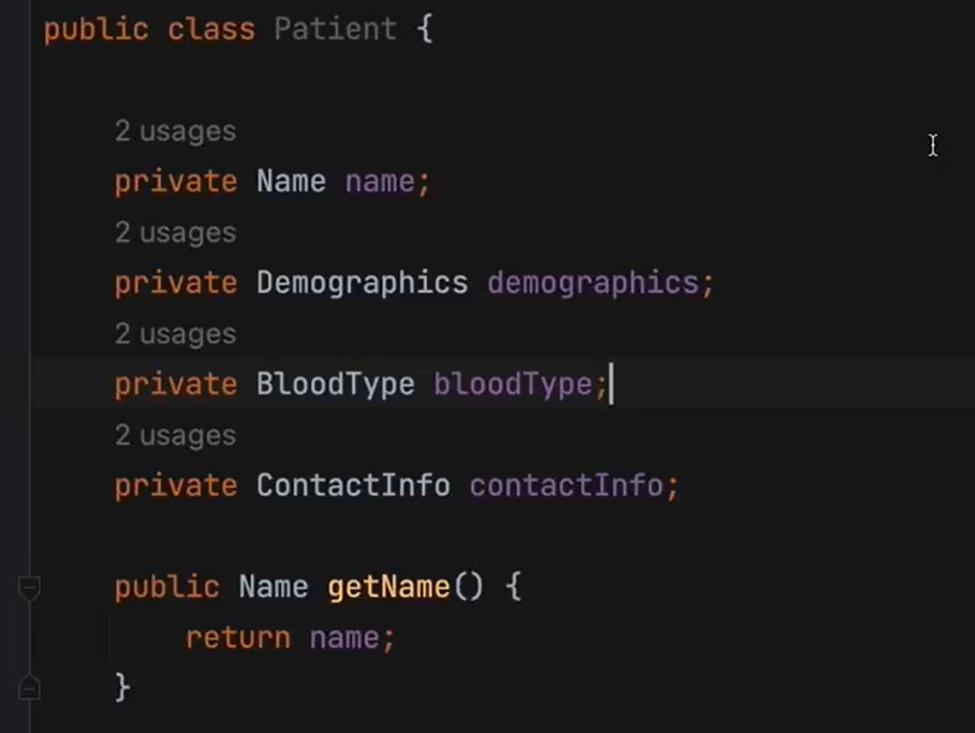 public class Patient {
2 usages
private Name name;
2 usages
private Demographics demographics;
2 usages
private BloodType bloodType;
2 usages
private ContactInfo contactInfo;
public Name getName() {
return name;
}